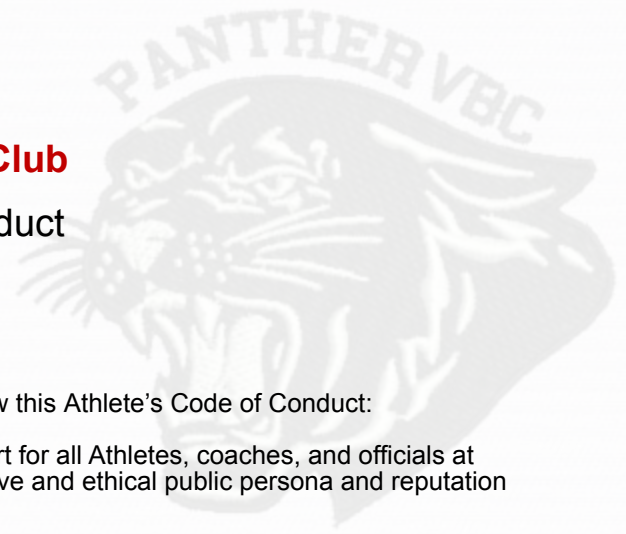 PANTHER VBC
Club
duct
w this Athlete’s Code of Conduct:
rt for all Athletes, coaches, and officials at
ve and ethical public persona and reputation